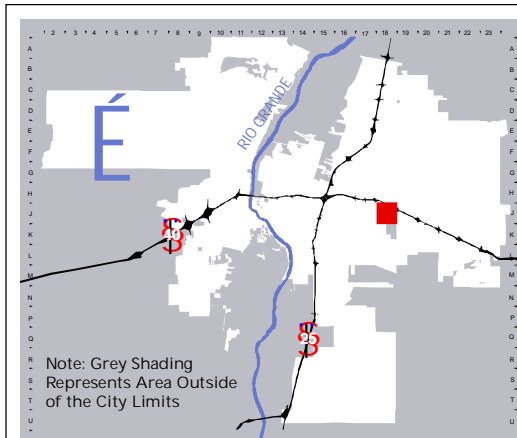 2 3 4 5 6 7 8 9 10 11 12 13 14 15 16 17 18 19 20 21 22 23
A
B
C
D
E
F
G
H
J
K
L
M
N
P
Q
R
S
T
U
A
B
C
D
E
F
G
H
J
K
L
M
N
P
Q
R
S
T
U
É
RIO GRANDE
40
25
Note: Grey Shading
Represents Area Outside
of the City Limits